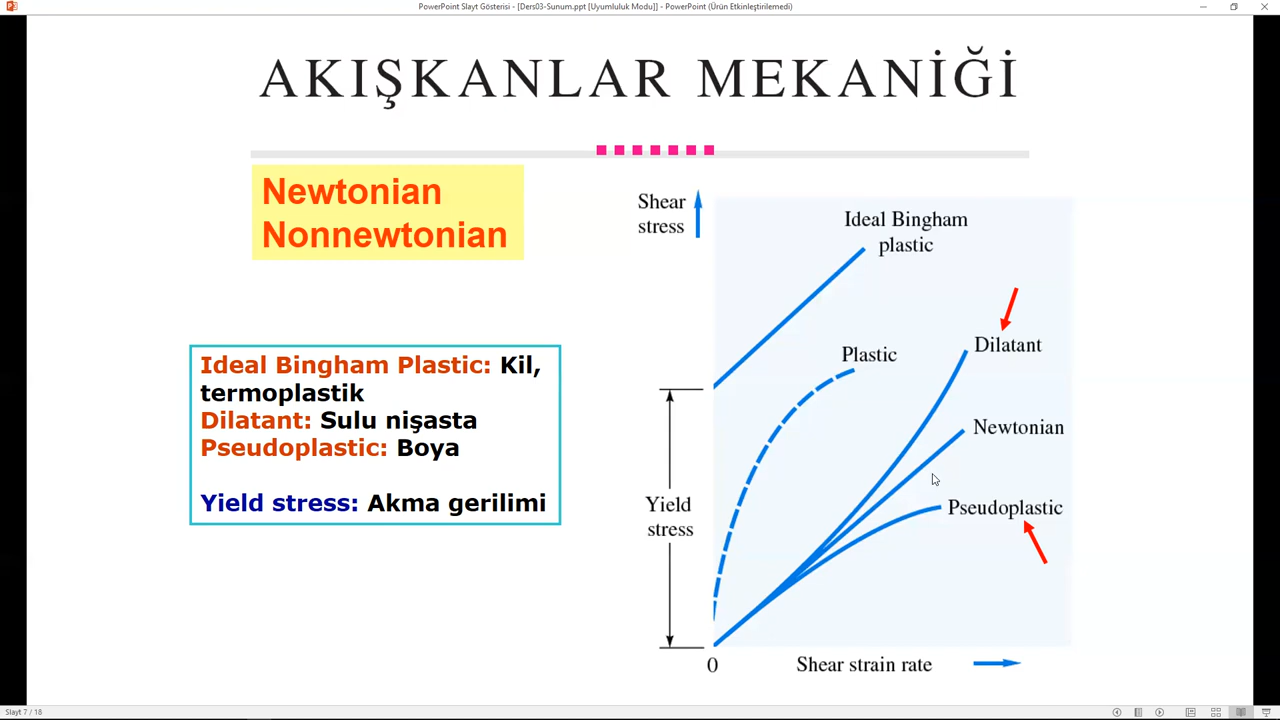 PowerPoint Slayt Gösterisi - [Ders03-Sunum.ppt [Uyumluluk Modu]] - PowerPoint (Ürün Etkinleştirilemedi)
AKIŞKANLAR MEKANİĞİ
Newtonian
Nonnewtonian
Ideal Bingham Plastic: Kil,
termoplastik
Dilatant: Sulu nişasta
Pseudoplastic: Boya
Yield stress: Akma gerilimi
Shear
stress
Ideal Bingham
plastic
Plastic
Dilatant
Newtonian
Pseudoplastic
Yield
stress
0
Shear strain rate
Slayt 7 / 18